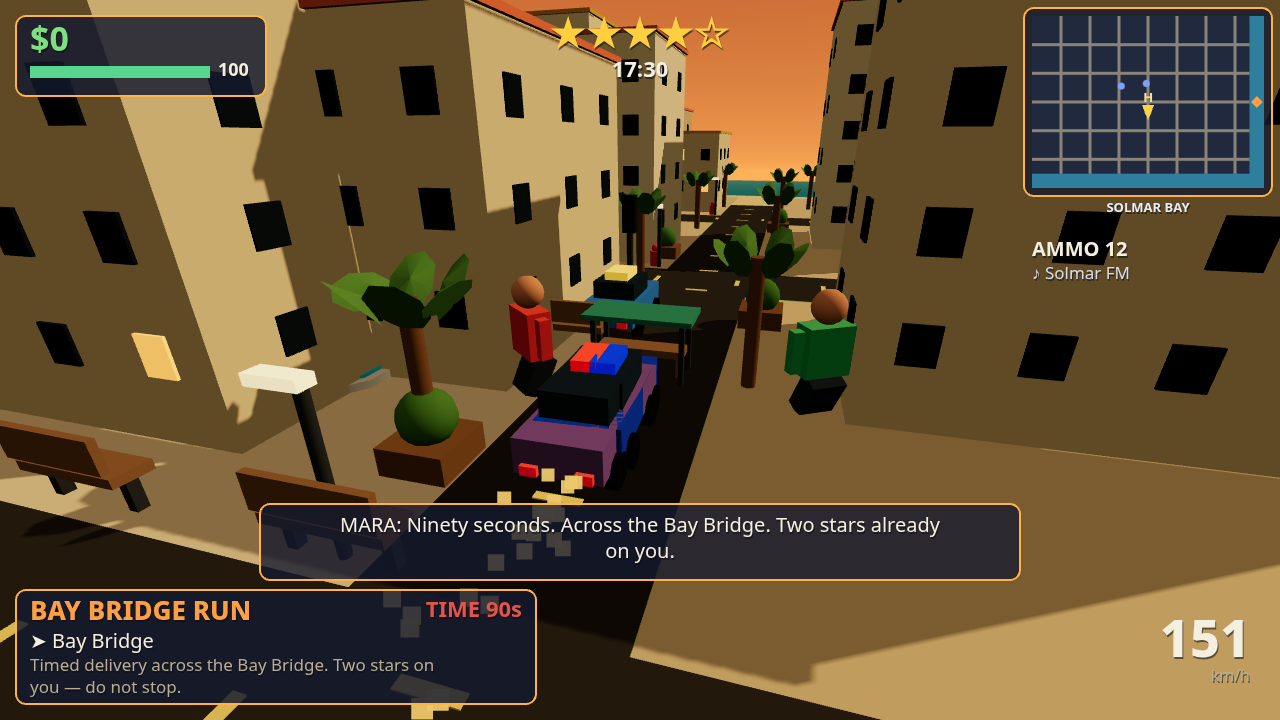 $0
100
★★★★☆
17:30
H
SOLMAR BAY
AMMO 12
♪ Solmar FM
MARA: Ninety seconds. Across the Bay Bridge. Two stars already
on you.
BAY BRIDGE RUN
TIME 90s
➤ Bay Bridge
Timed delivery across the Bay Bridge. Two stars on
you — do not stop.
151
km/h